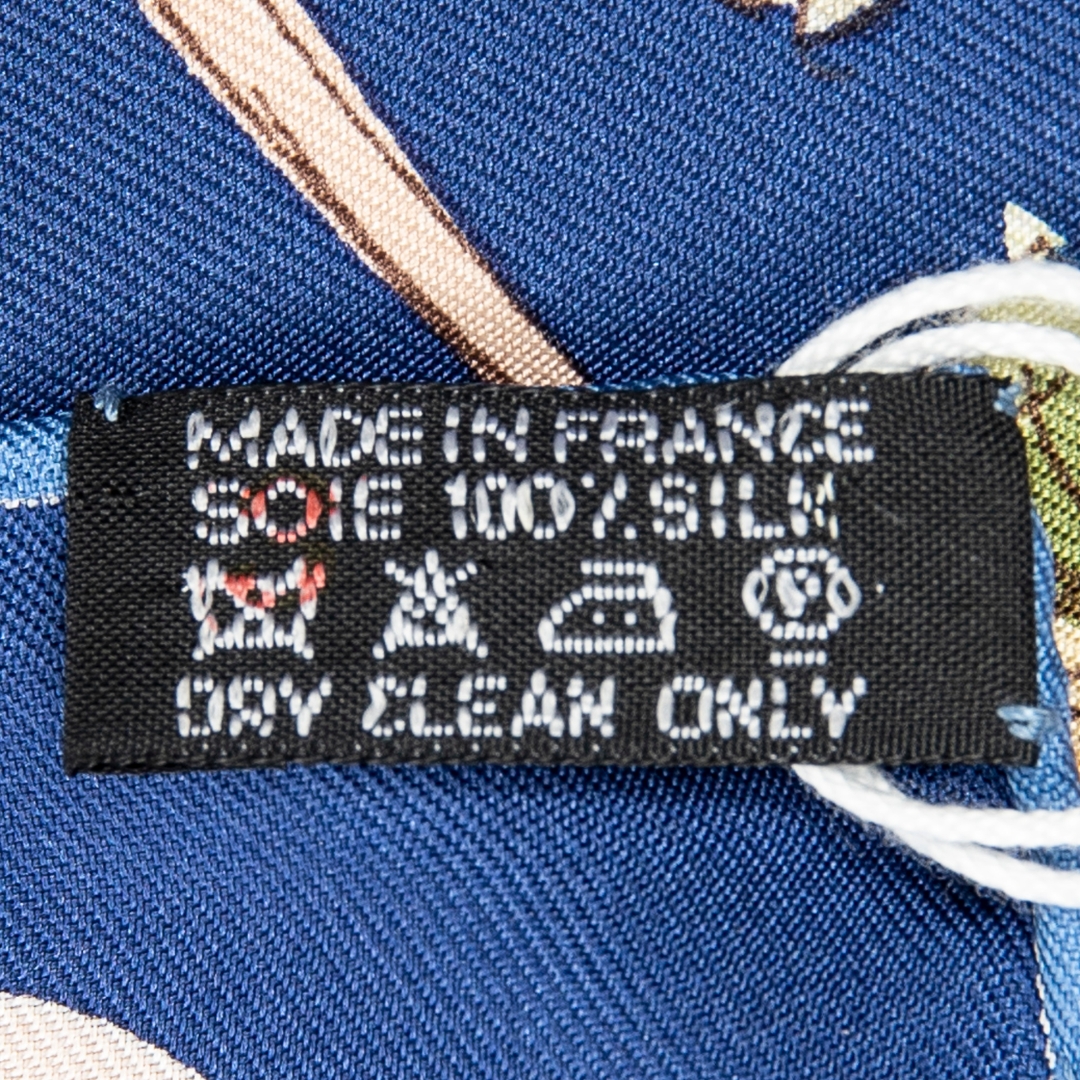 MADE IN FRANCE
SOIE 100% SILK
P
DRY CLEAN ONLY